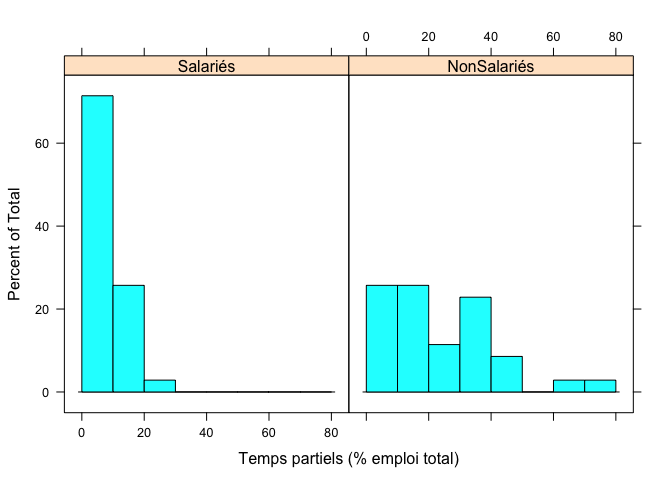 0 20 40 60 80
Salariés NonSalariés
60
40
20
0
Percent of Total
0 20 40 60 80
Temps partiels (% emploi total)